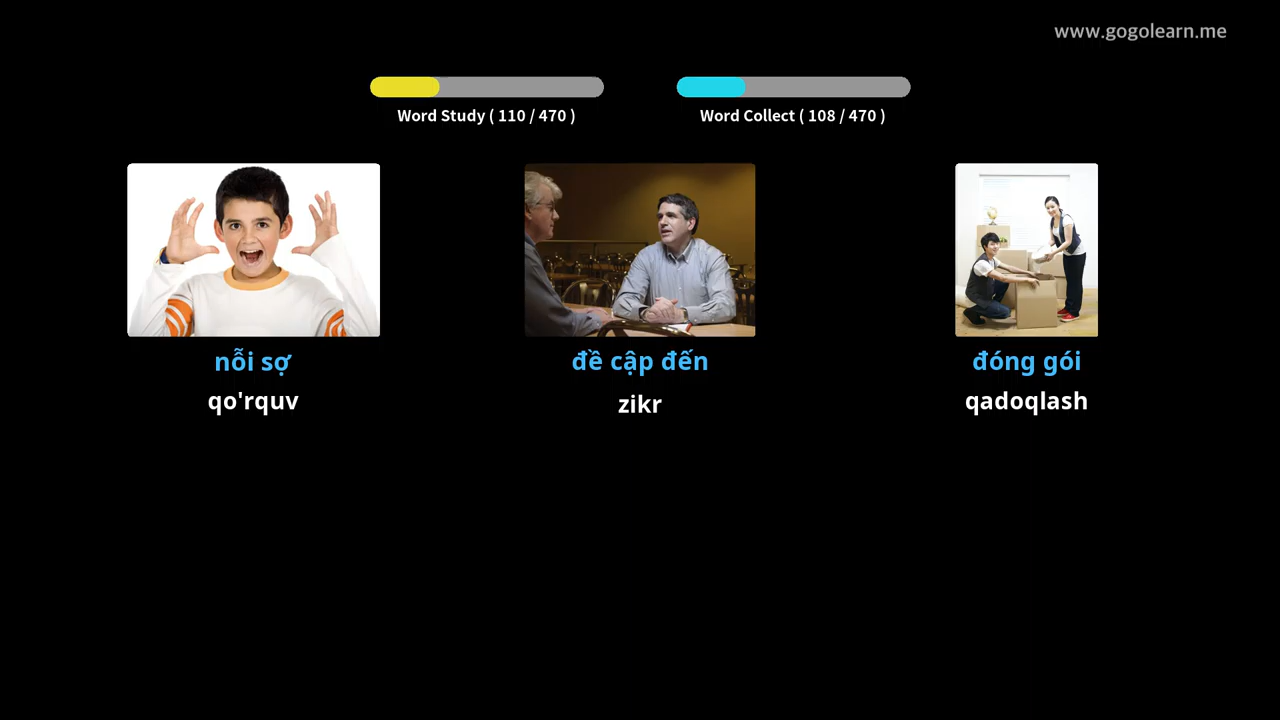 www.gogolearn.me
Word Study ( 110 / 470 )
Word Collect ( 108 / 470 )
nỗi sợ
đề cập đến
đóng gói
qo'rquv
zikr
qadoqlash